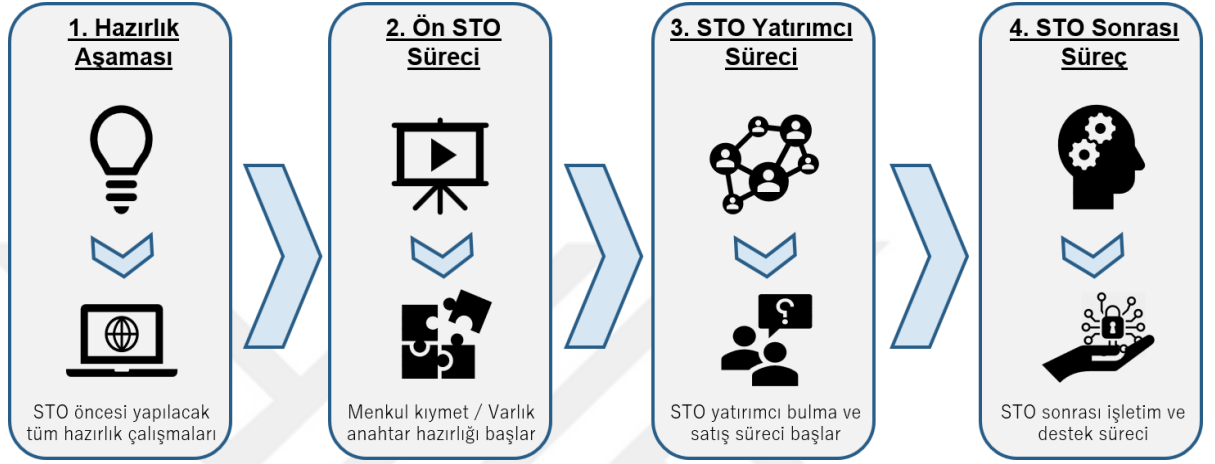 1. Hazırlık
Aşaması
STO öncesi yapılacak
tüm hazırlık çalışmaları
2. Ön STO
Süreci
Menkul kıymet / Varlık
anahtar hazırlığı başlar
3. STO Yatırımcı
Süreci
STO yatırımcı bulma ve
satış süreci başlar
4. STO Sonrası
Süreç
STO sonrası işletim ve
destek süreci